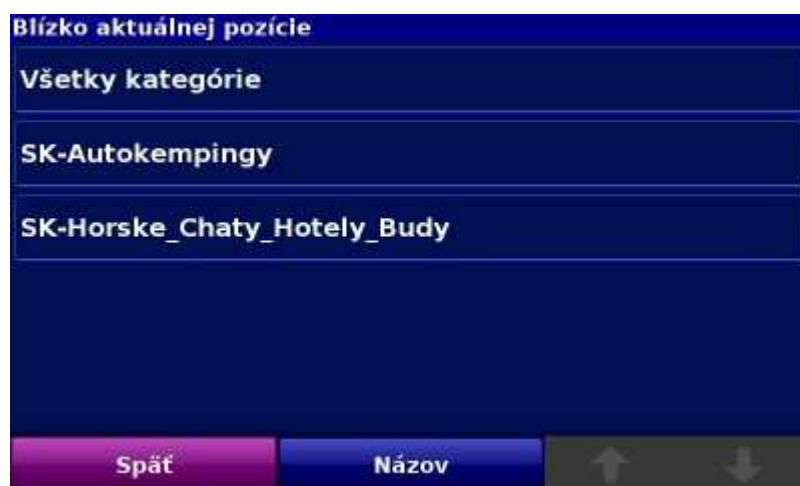 Blízko aktuálnej pozície
Všetky kategórie
SK-Autokempingy
SK-Horske_Chaty_Hotely_Budy
Späť
Názov